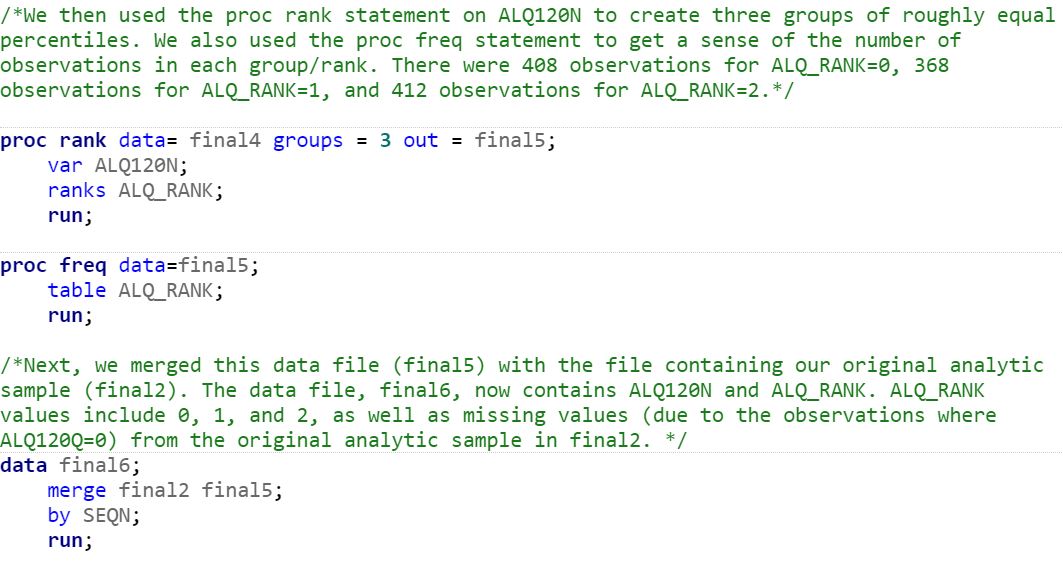 /*We then used the proc rank statement on ALQ120N to create three groups of roughly equal
percentiles. We also used the proc freq statement to get a sense of the number of
observations in each group/rank. There were 408 observations for ALQ_RANK=0, 368
observations for ALQ_RANK=1, and 412 observations for ALQ_RANK=2.*/
proc rank data= final4 groups = 3 out = final5;
var ALQ120N;
ranks ALQ_RANK;
run;
proc freq data=final5;
table ALQ_RANK;
run;
/*Next, we merged this data file (final5) with the file containing our original analytic
sample (final2). The data file, final6, now contains ALQ120N and ALQ_RANK. ALQ_RANK
values include 0, 1, and 2, as well as missing values (due to the observations where
ALQ120Q=0) from the original analytic sample in final2. */
data final6;
merge final2 final5;
by SEQN;
run;